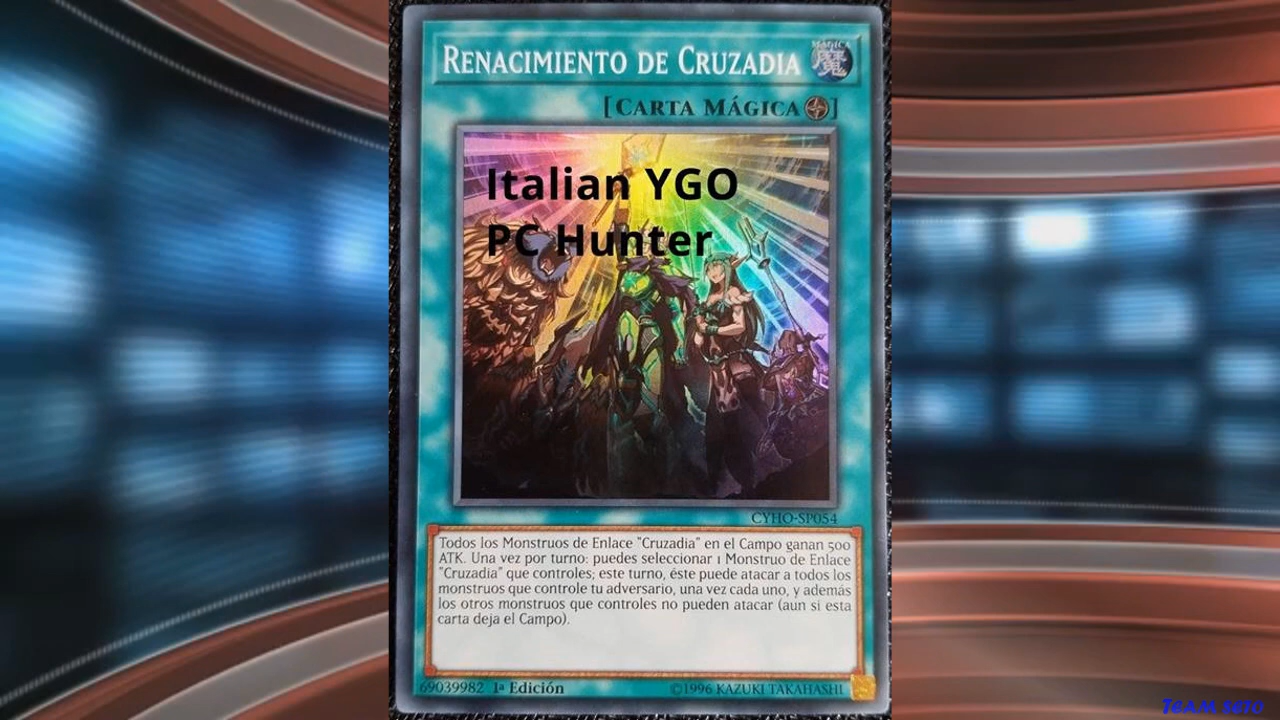 RENACIMIENTO DE CRUZADIA
MÁGICA
魔
[CARTA MÁGICA]
Italian YGO
PC Hunter
CYHO-SP054
Todos los Monstruos de Enlace "Cruzadia" en el Campo ganan 500
ATK. Una vez por turno: puedes seleccionar 1 Monstruo de Enlace
"Cruzadia" que controles; este turno, éste puede atacar a todos los
monstruos que controle tu adversario, una vez cada uno, y además
los otros monstruos que controles no pueden atacar (aun si esta
carta deja el Campo).
69039982 1ª Edición
©1996 KAZUKI TAKAHASHI
TEAM SETO